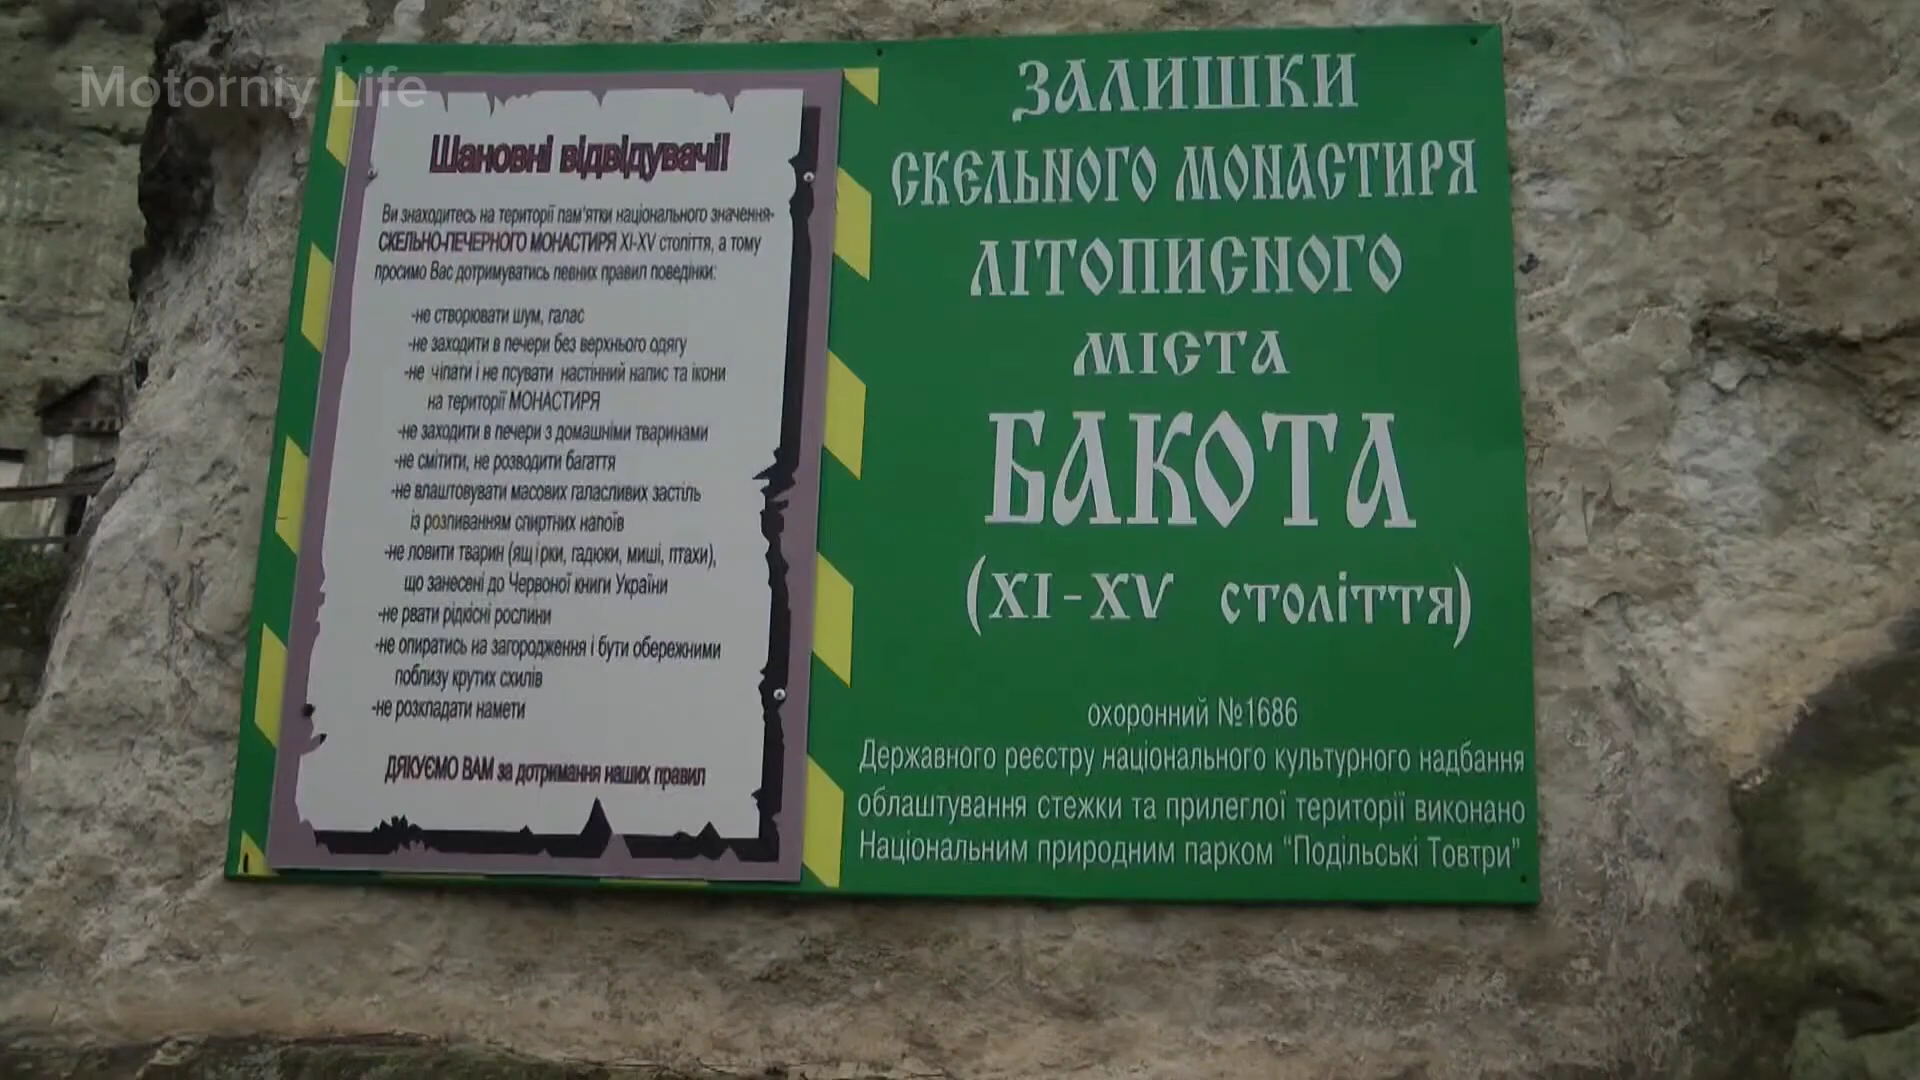 Motorniy Life
Шановні відвідувачі!
Ви знаходитесь на території пам'ятки національного значення-
СКЕЛЬНО-ПЕЧЕРНОГО МОНАСТИРЯ XI-XV століття, а тому
просимо Вас дотримуватись певних правил поведінки:
-не створювати шум, галас
-не заходити в печери без верхнього одягу
-не чіпати і не псувати настінний напис та ікони
на території МОНАСТИРЯ
-не заходити в печери з домашніми тваринами
-не смітити, не розводити багаття
-не влаштовувати масових галасливих застіль
із розпиванням спиртних напоїв
-не ловити тварин (ящірки, гадюки, миші, птахи),
що занесені до Червоної книги України
-не рвати рідкісні рослини
-не опиратись на загородження і бути обережними
поблизу крутих схилів
-не розкладати намети
ДЯКУЄМО ВАМ за дотримання наших правил
ЗАЛИШКИ
СКЕЛЬНОГО МОНАСТИРЯ
ЛІТОПИСНОГО
МІСТА
БАКОТА
(XI-XV століття)
охоронний №1686
Державного реєстру національного культурного надбання
облаштування стежки та прилеглої території виконано
Національним природним парком "Подільські Товтри"